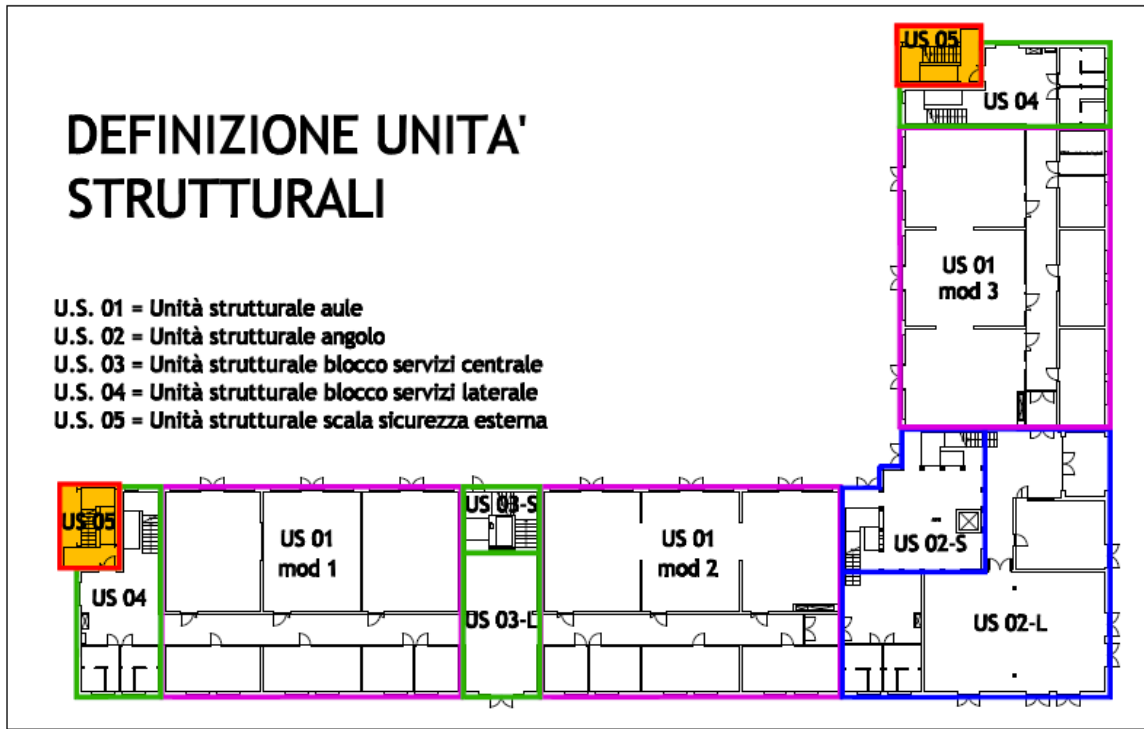 US 05
US 04
DEFINIZIONE UNITA'
STRUTTURALI
US 01
mod 3
U.S. 01 = Unità strutturale aule
U.S. 02 = Unità strutturale angolo
U.S. 03 = Unità strutturale blocco servizi centrale
U.S. 04 = Unità strutturale blocco servizi laterale
U.S. 05 = Unità strutturale scala sicurezza esterna
US 05
US 04
US 01
mod 1
US 03-S
US 03-L
US 01
mod 2
US 02-S
US 02-L